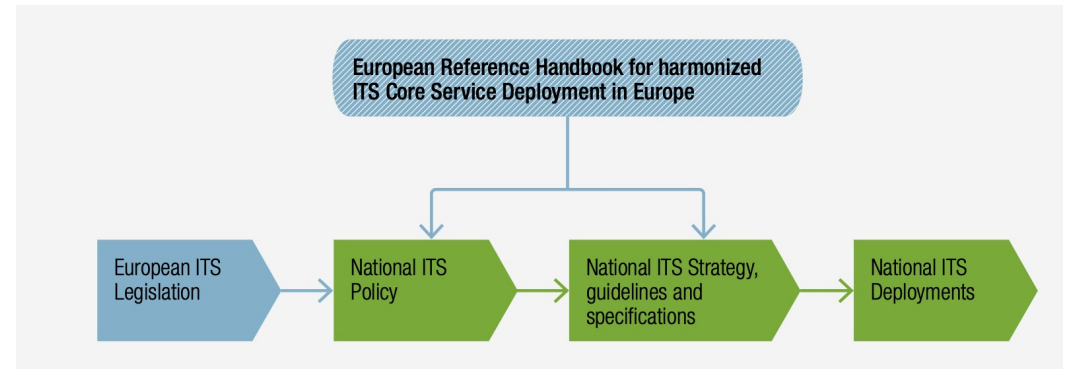 European Reference Handbook for harmonized
ITS Core Service Deployment in Europe
European ITS
Legislation
National ITS
Policy
National ITS Strategy,
guidelines and
specifications
National ITS
Deployments